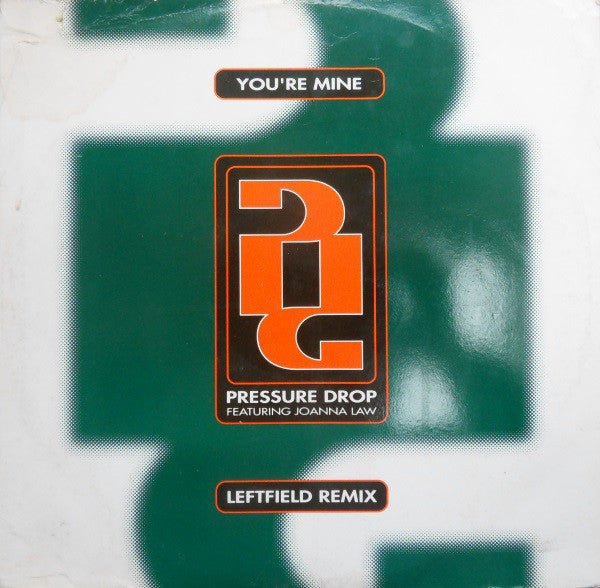 YOU'RE MINE
PRESSURE DROP
FEATURING JOANNA LAW
LEFTFIELD REMIX